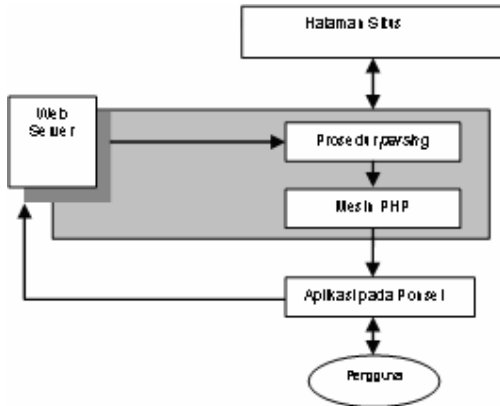 Halaman Situs
Web
Server
Prosedur parsing
Mesin PHP
Aplikasi pada Ponsel
Pengguna